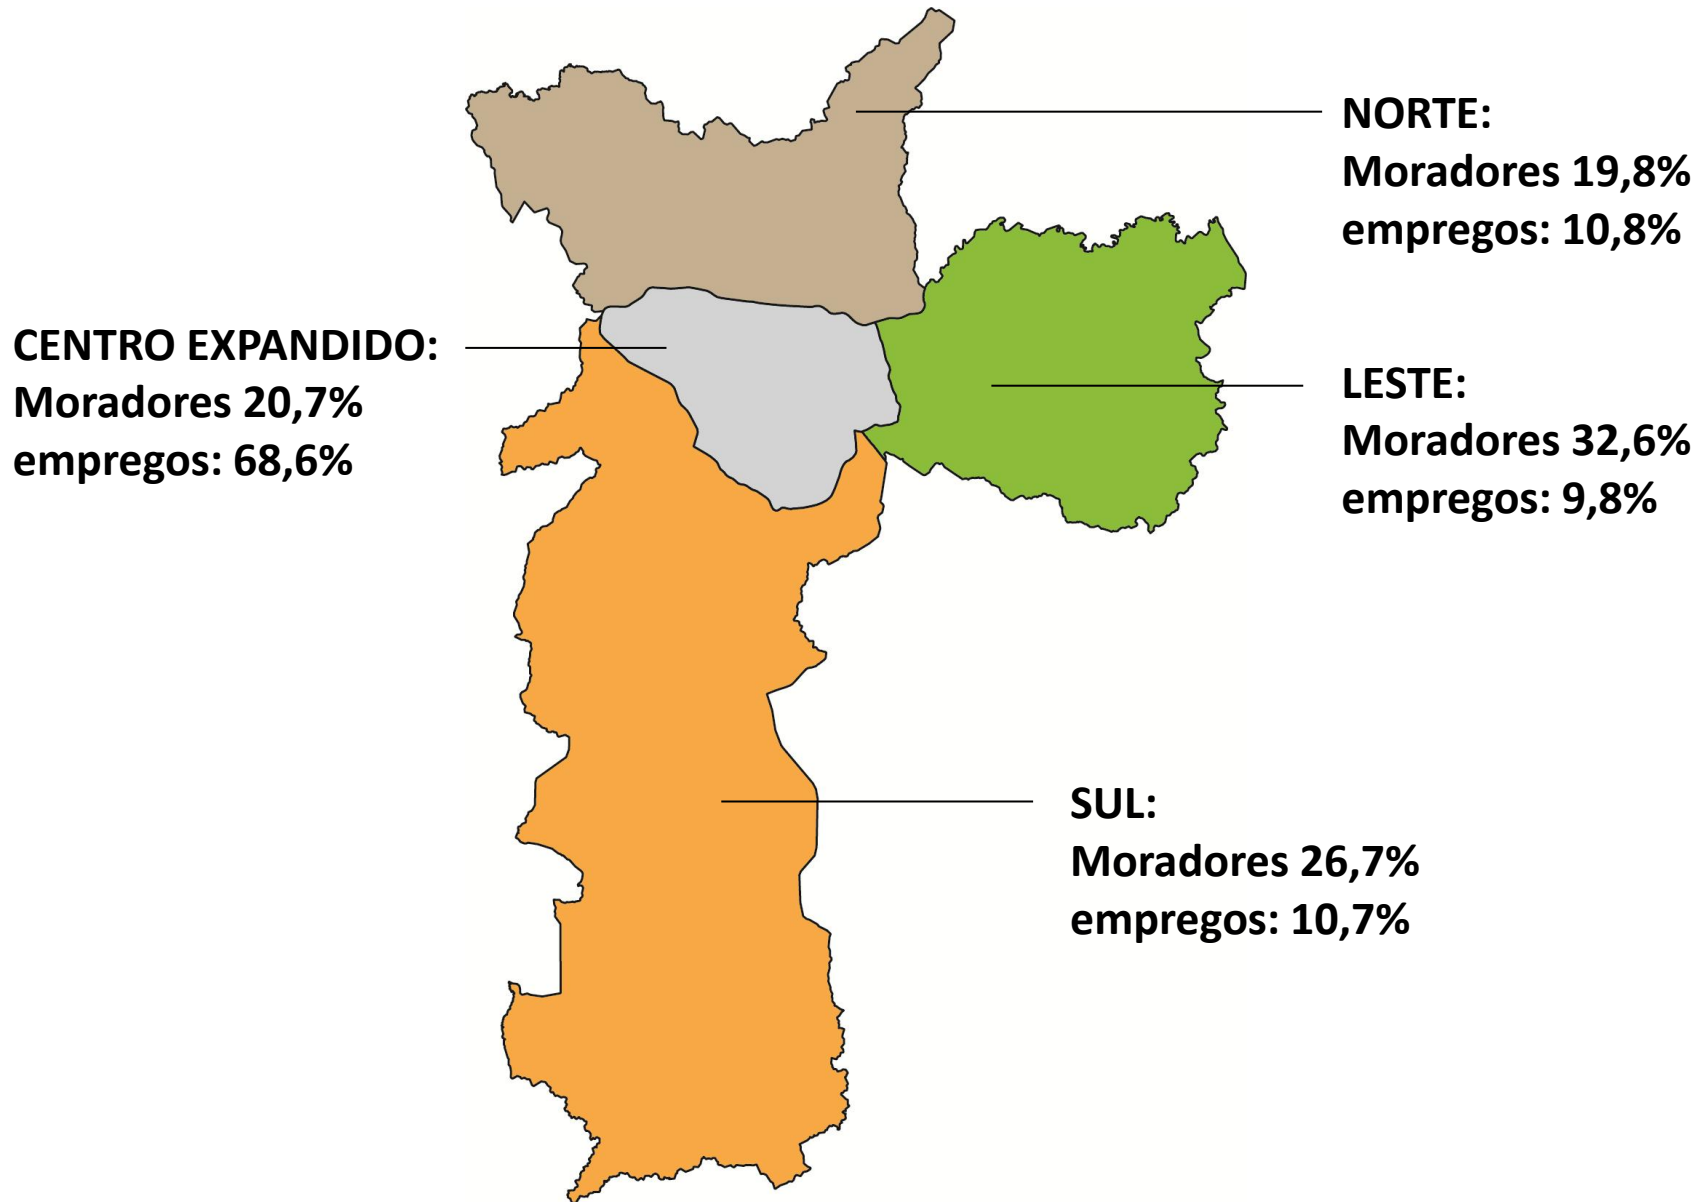 NORTE:
Moradores 19,8%
empregos: 10,8%
CENTRO EXPANDIDO:
Moradores 20,7%
empregos: 68,6%
LESTE:
Moradores 32,6%
empregos: 9,8%
SUL:
Moradores 26,7%
empregos: 10,7%